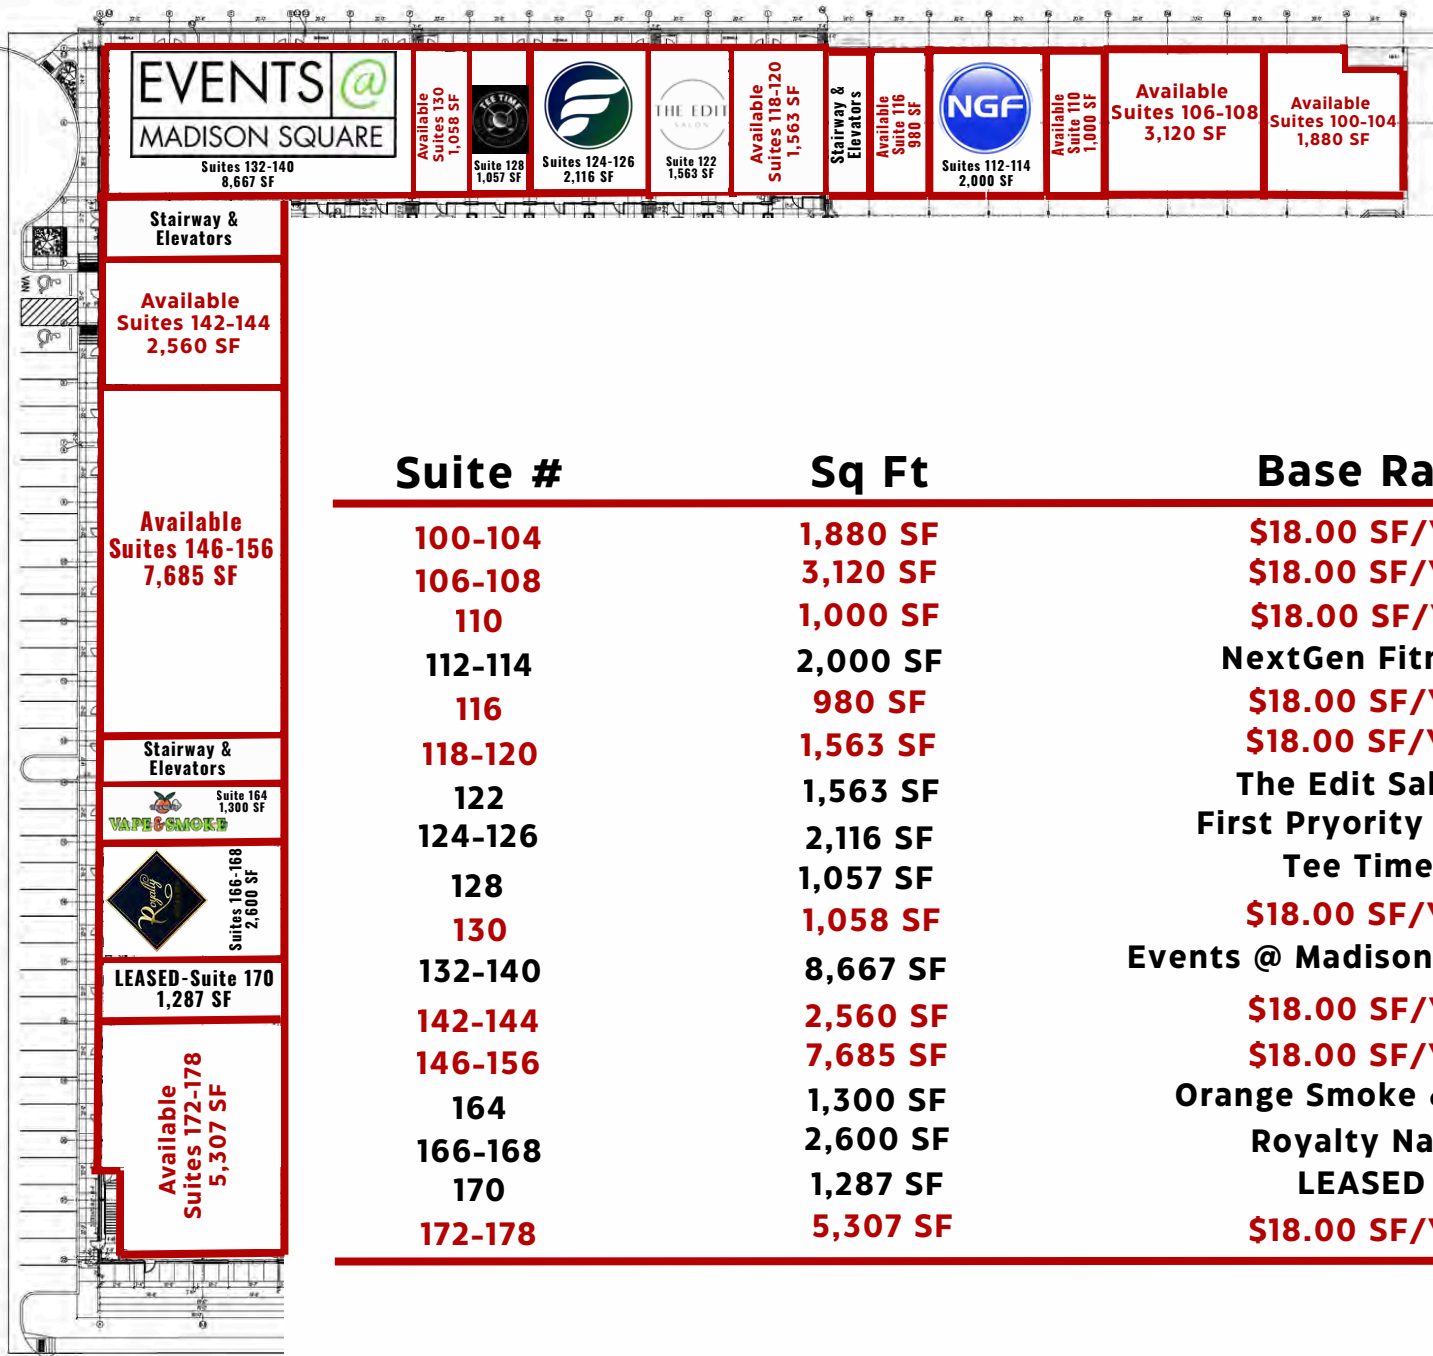 EVENTS @
MADISON SQUARE
Suites 132-140
8,667 SF
Available
Suites 130
1,058 SF
TEE TIME
Suite 128
1,057 SF
Suites 124-126
2,116 SF
THE EDIT
SALON
Suite 122
1,563 SF
Available
Suites 118-120
1,563 SF
Stairway &
Elevators
Available
Suite 116
980 SF
NGF
Suites 112-114
2,000 SF
Available
Suite 110
1,000 SF
Available
Suites 106-108
3,120 SF
Available
Suites 100-104
1,880 SF
Stairway &
Elevators
VAN
Available
Suites 142-144
2,560 SF
Available
Suites 146-156
7,685 SF
Stairway &
Elevators
Suite 164
1,300 SF
VAPE&SMOKE
Royalty
Suites 166-168
2,600 SF
LEASED-Suite 170
1,287 SF
Available
Suites 172-178
5,307 SF
Suite # Sq Ft Base Ra
100-104 1,880 SF $18.00 SF/Y
106-108 3,120 SF $18.00 SF/Y
110 1,000 SF $18.00 SF/Y
112-114 2,000 SF NextGen Fitn
116 980 SF $18.00 SF/Y
118-120 1,563 SF $18.00 SF/Y
122 1,563 SF The Edit Sal
124-126 2,116 SF First Pryority
128 1,057 SF Tee Time
130 1,058 SF $18.00 SF/Y
132-140 8,667 SF Events @ Madison
142-144 2,560 SF $18.00 SF/Y
146-156 7,685 SF $18.00 SF/Y
164 1,300 SF Orange Smoke &
166-168 2,600 SF Royalty Na
170 1,287 SF LEASED
172-178 5,307 SF $18.00 SF/Y